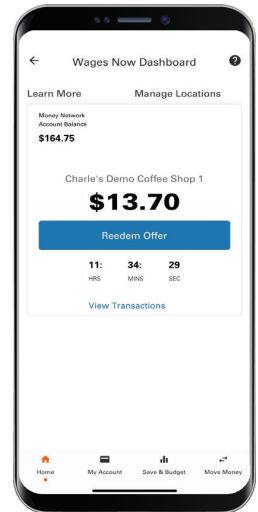 Wages Now Dashboard ?
Learn More Manage Locations
Money Network
Account Balance
$164.75
Charle's Demo Coffee Shop 1
$13.70
Reedem Offer
11: 34: 29
HRS MINS SEC
View Transactions
Home My Account Save & Budget Move Money